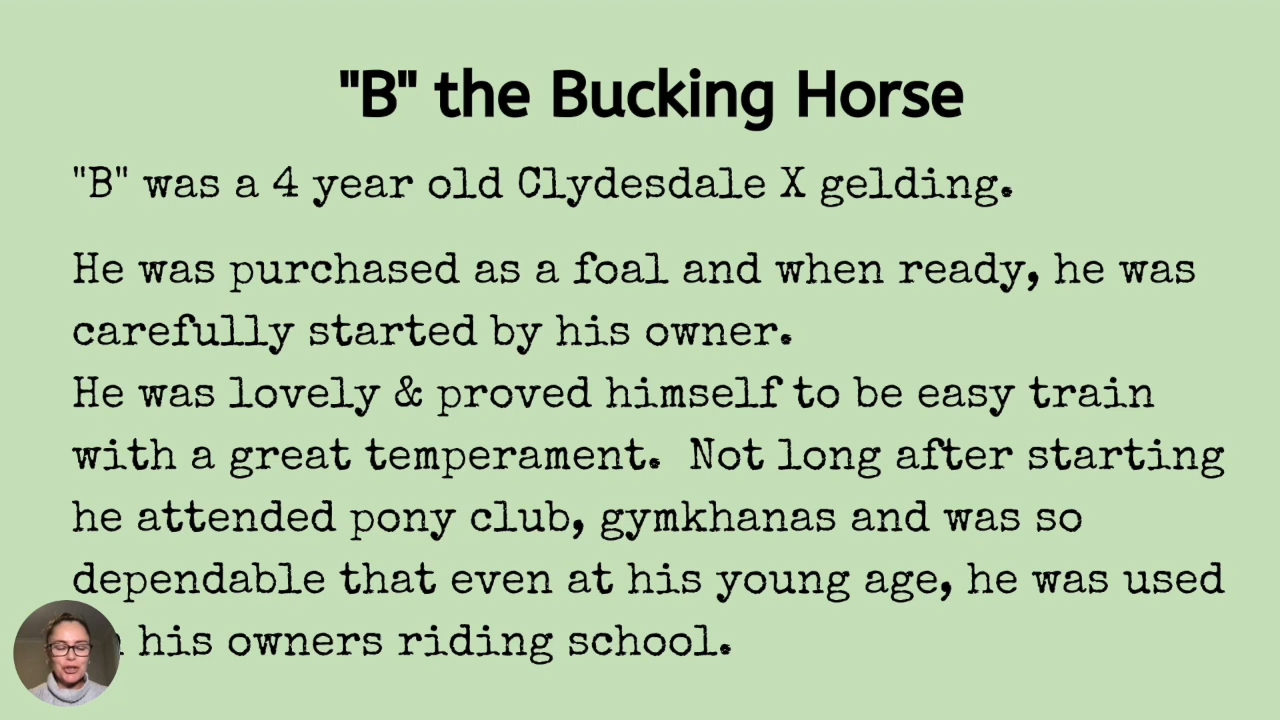 "B" the Bucking Horse
"B" was a 4 year old Clydesdale X gelding.
He was purchased as a foal and when ready, he was
carefully started by his owner.
He was lovely & proved himself to be easy train
with a great temperament. Not long after starting
he attended pony club, gymkhanas and was so
dependable that even at his young age, he was used
his owners riding school.